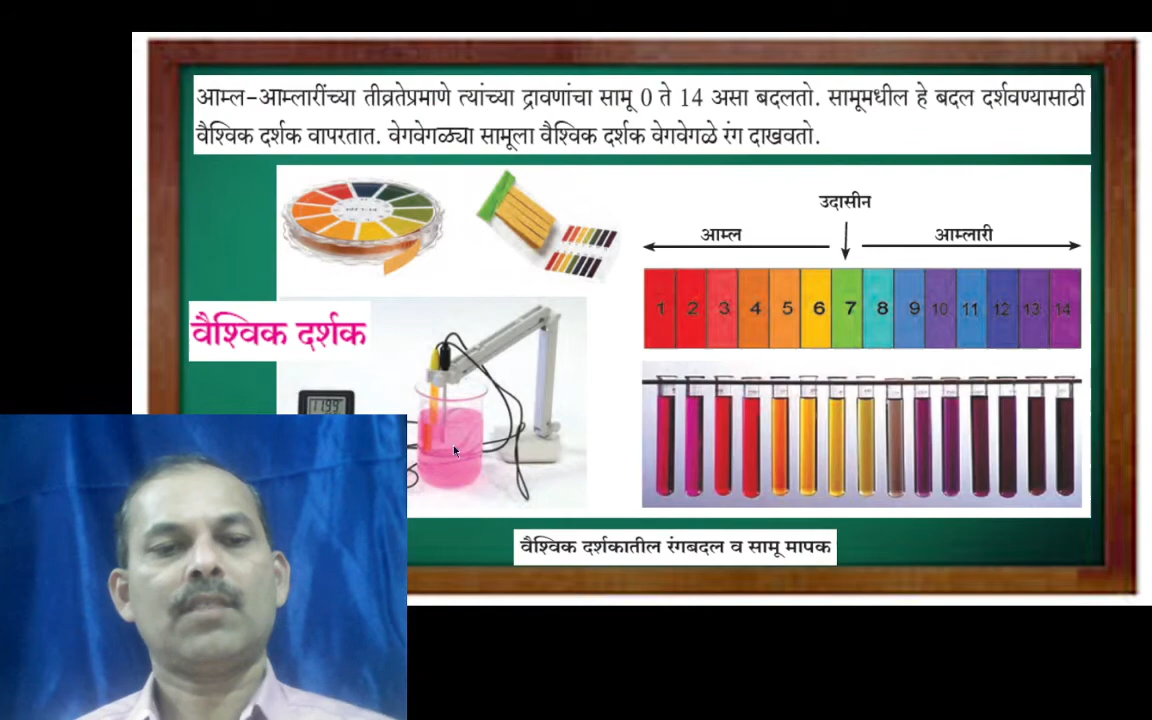 आम्ल-आम्लारींच्या तीव्रतेप्रमाणे त्यांच्या द्रावणांचा सामू 0 ते 14 असा बदलतो. सामूमधील हे बदल दर्शवण्यासाठी
वैश्विक दर्शक वापरतात. वेगवेगळ्या सामूला वैश्विक दर्शक वेगवेगळे रंग दाखवतो.
उदासीन
आम्ल
आम्लारी
1 2 3 4 5 6 7 8 9 10 11 12 13 14
वैश्विक दर्शक
वैश्विक दर्शकातील रंगबदल व सामू मापक